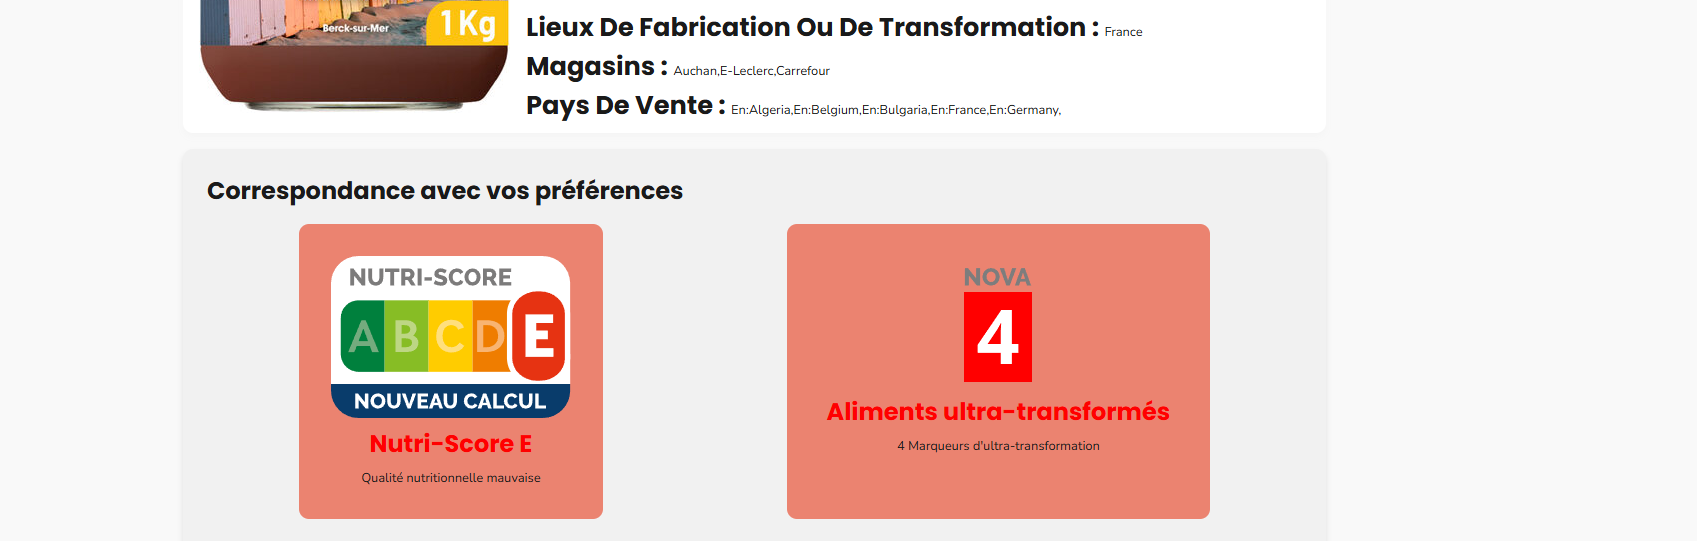 Berck-sur-Mer
1Kg
Lieux De Fabrication Ou De Transformation : France
Magasins : Auchan,E-Leclerc,Carrefour
Pays De Vente : En:Algeria,En:Belgium,En:Bulgaria,En:France,En:Germany,
Correspondance avec vos préférences
NUTRI-SCORE
A B C D E
NOUVEAU CALCUL
Nutri-Score E
Qualité nutritionnelle mauvaise
NOVA
4
Aliments ultra-transformés
4 Marqueurs d'ultra-transformation